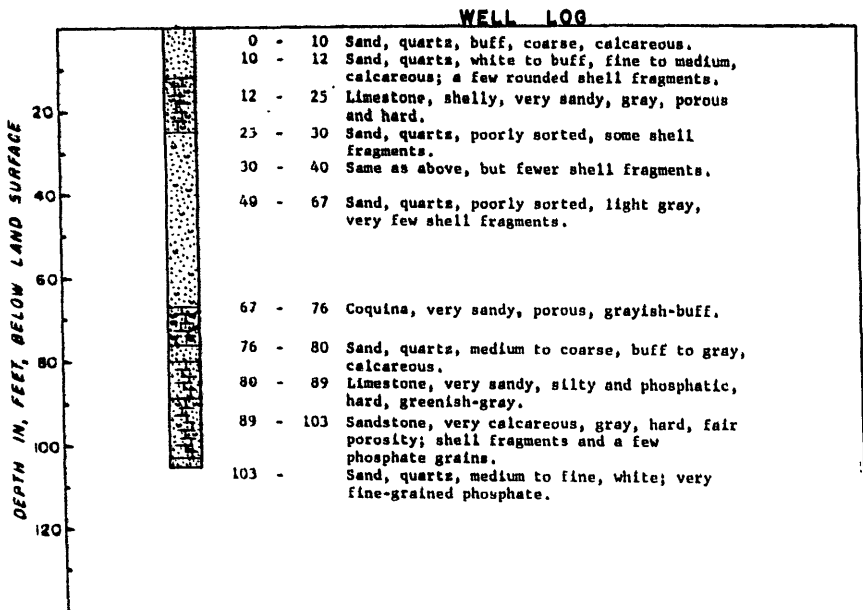 WELL LOG
0 - 10 Sand, quartz, buff, coarse, calcareous.
10 - 12 Sand, quartz, white to buff, fine to medium,
calcareous; a few rounded shell fragments.
12 - 25 Limestone, shelly, very sandy, gray, porous
and hard.
23 - 30 Sand, quartz, poorly sorted, some shell
fragments.
30 - 40 Same as above, but fewer shell fragments.
40 - 67 Sand, quartz, poorly sorted, light gray,
very few shell fragments.
67 - 76 Coquina, very sandy, porous, grayish-buff.
76 - 80 Sand, quartz, medium to coarse, buff to gray,
calcareous.
80 - 89 Limestone, very sandy, silty and phosphatic,
hard, greenish-gray.
89 - 103 Sandstone, very calcareous, gray, hard, fair
porosity; shell fragments and a few
phosphate grains.
103 - Sand, quartz, medium to fine, white; very
fine-grained phosphate.
DEPTH IN, FEET, BELOW LAND SURFACE
20
40
60
80
100
120